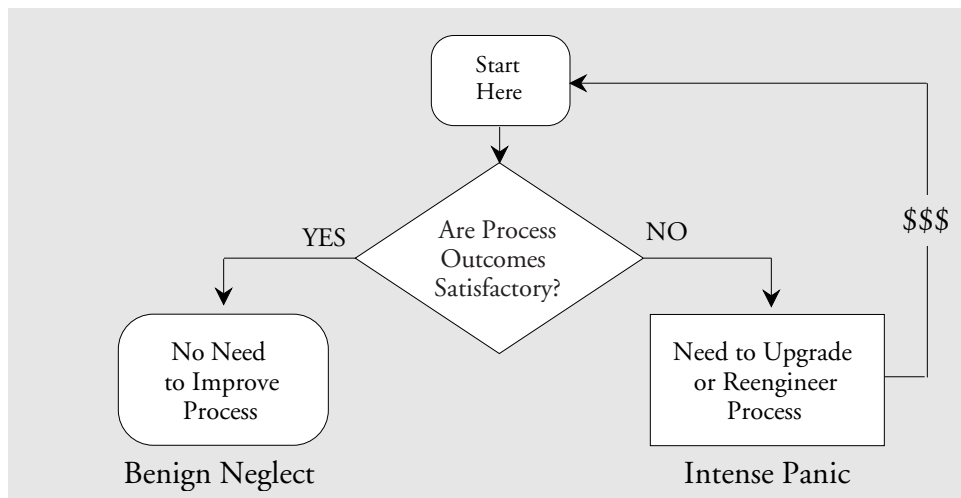 Start
Here
Are Process
Outcomes
Satisfactory?
YES
NO
$$$
No Need
to Improve
Process
Need to Upgrade
or Reengineer
Process
Benign Neglect
Intense Panic